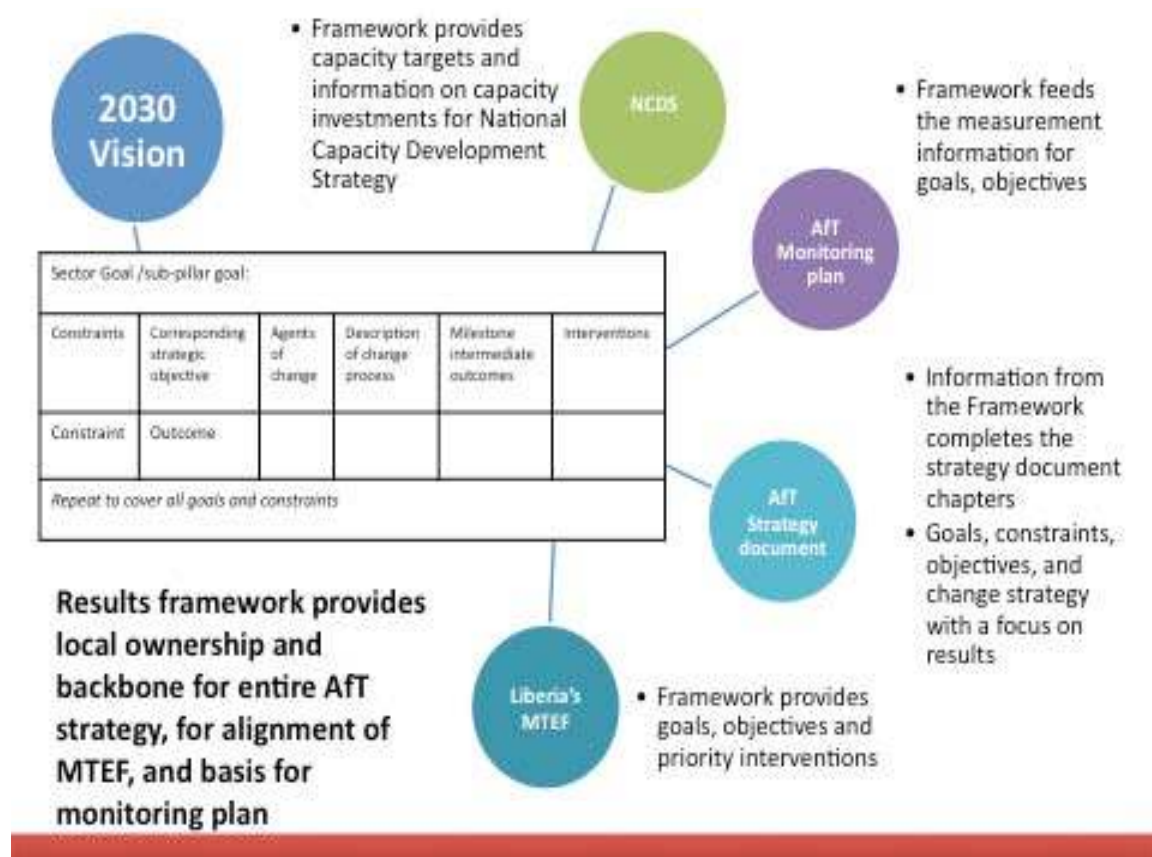 2030
Vision
• Framework provides
capacity targets and
information on capacity
investments for National
Capacity Development
Strategy
NCDS
• Framework feeds
the measurement
information for
goals, objectives
AfT
Monitoring
plan
Sector Goal /sub-pillar goal:
Constraints
Corresponding
strategic
objective
Agents
of
change
Description
of change
process
Milestone
intermediate
outcomes
Interventions
Constraint
Outcome
Repeat to cover all goals and constraints
• Information from
the Framework
completes the
strategy document
chapters
• Goals, constraints,
objectives, and
change strategy
with a focus on
results
AfT
Strategy
document
Results framework provides
local ownership and
backbone for entire AfT
strategy, for alignment of
MTEF, and basis for
monitoring plan
Liberia's
MTEF
• Framework provides
goals, objectives and
priority interventions